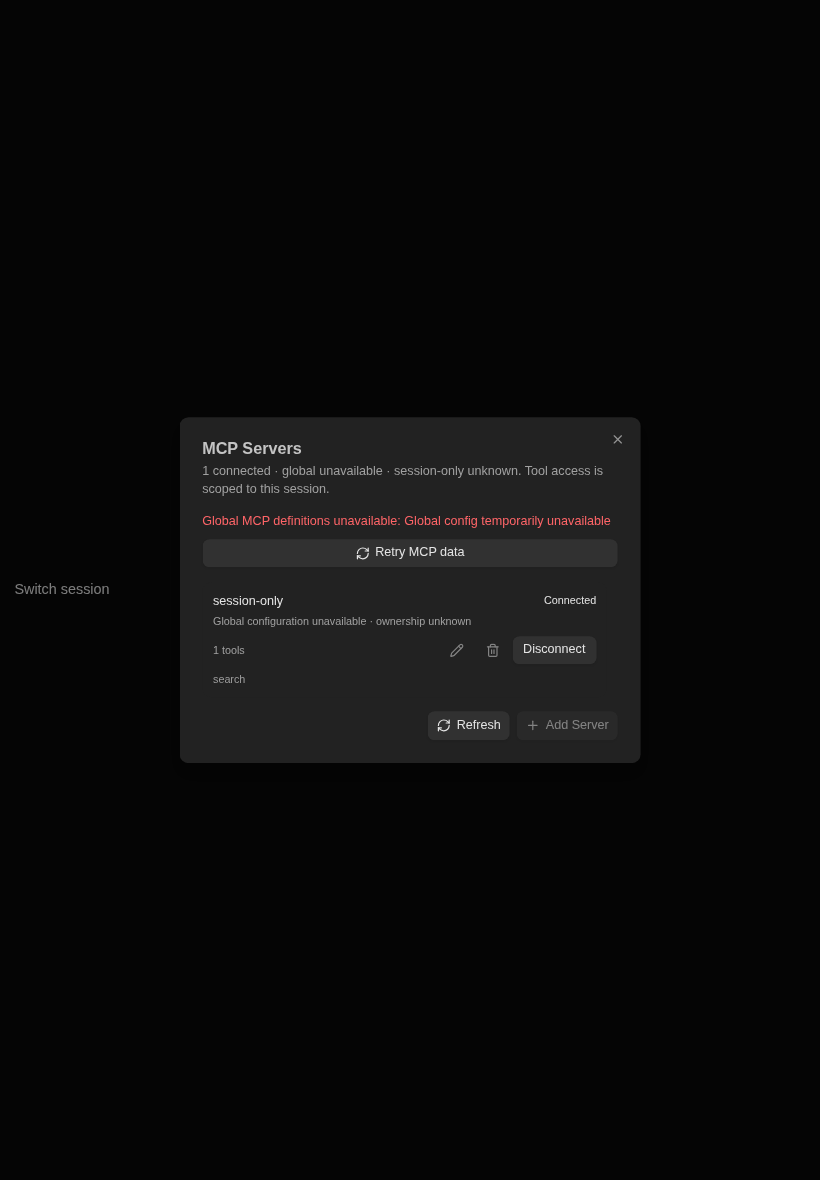 MCP Servers
1 connected · global unavailable · session-only unknown. Tool access is
scoped to this session.
Global MCP definitions unavailable: Global config temporarily unavailable
Retry MCP data
Switch session
session-only
Connected
Global configuration unavailable · ownership unknown
1 tools
Disconnect
search
Refresh
Add Server